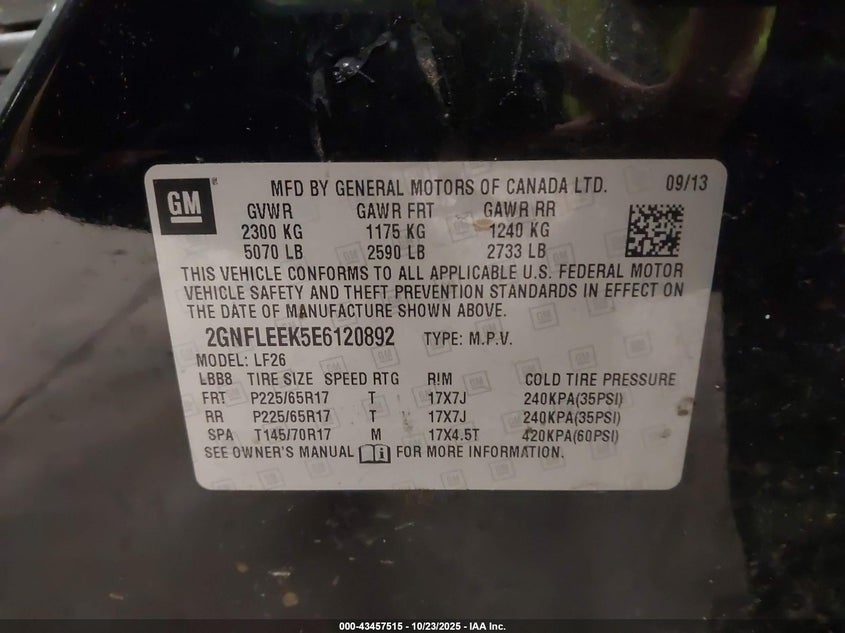 GM® MFD BY GENERAL MOTORS OF CANADA LTD. 09/13
GVWR GAWR FRT GAWR RR
2300 KG 1175 KG 1240 KG
5070 LB 2590 LB 2733 LB
THIS VEHICLE CONFORMS TO ALL APPLICABLE U.S. FEDERAL MOTOR
VEHICLE SAFETY AND THEFT PREVENTION STANDARDS IN EFFECT ON
THE DATE OF MANUFACTURE SHOWN ABOVE.
2GNFLEEK5E6120892 TYPE: M.P.V.
MODEL: LF26
LBB8 TIRE SIZE SPEED RTG RIM COLD TIRE PRESSURE
FRT P225/65R17 T 17X7J 240KPA(35PSI)
RR P225/65R17 T 17X7J 240KPA(35PSI)
SPA T145/70R17 M 17X4.5T 420KPA(60PSI)
SEE OWNER'S MANUAL FOR MORE INFORMATION.
000-43457515 - 10/23/2025 - IAA Inc.